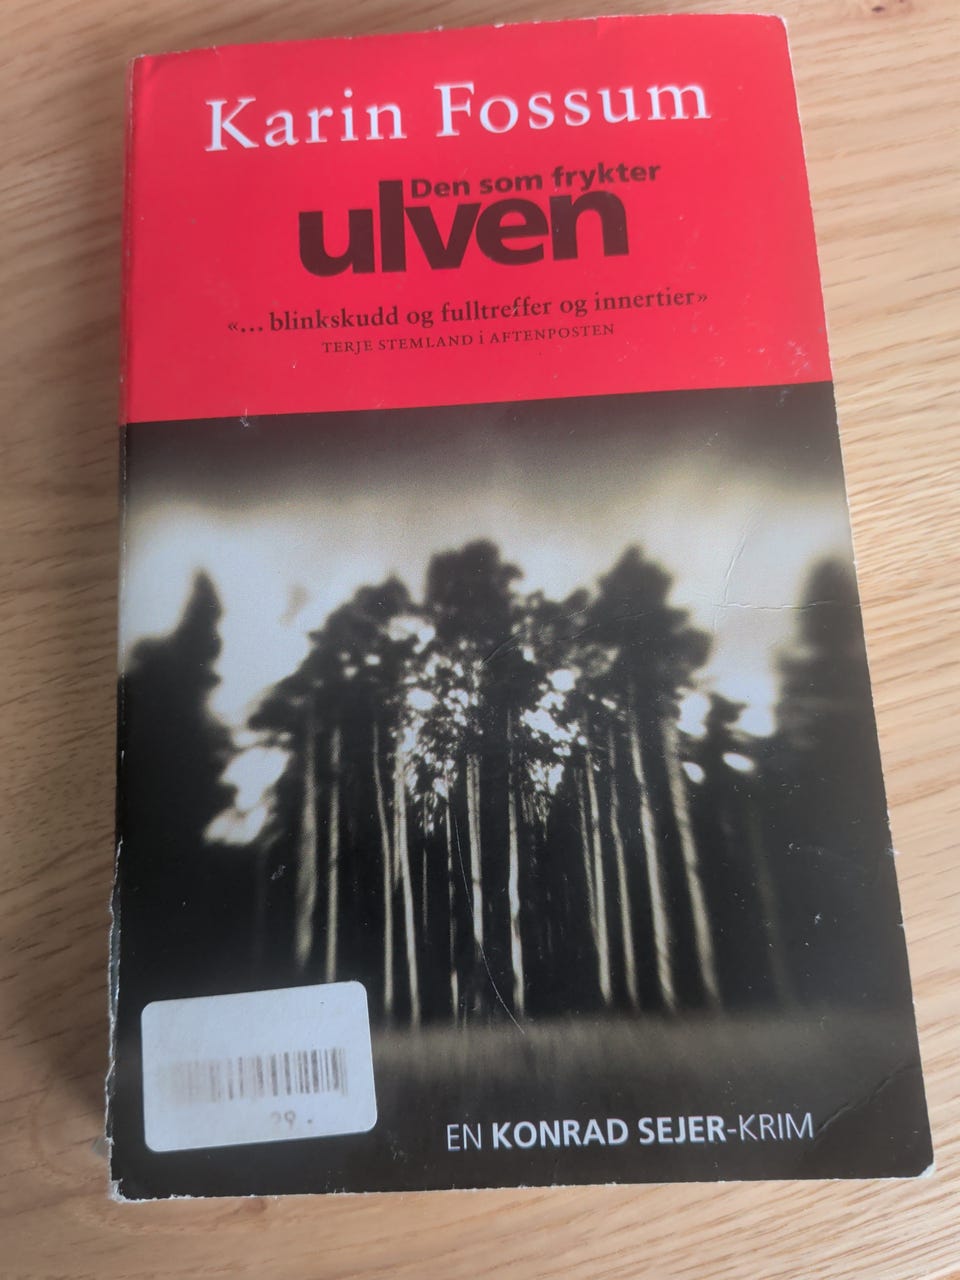 Karin Fossum
Den som frykter
ulven
«... blinkskudd og fulltreffer og innertier»
TERJE STEMLAND i AFTENPOSTEN
EN KONRAD SEJER-KRIM